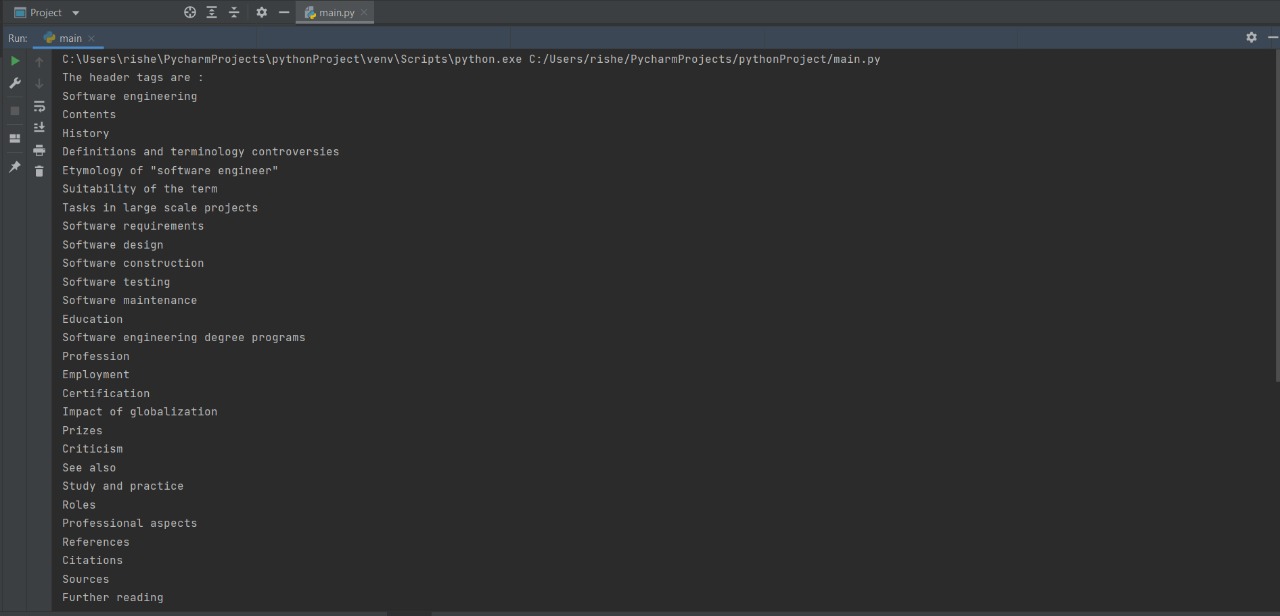 Project
main.py
Run:
main
C:\Users\rishe\PycharmProjects\pythonProject\venv\Scripts\python.exe C:/Users/rishe/PycharmProjects/pythonProject/main.py
The header tags are :
Software engineering
Contents
History
Definitions and terminology controversies
Etymology of "software engineer"
Suitability of the term
Tasks in large scale projects
Software requirements
Software design
Software construction
Software testing
Software maintenance
Education
Software engineering degree programs
Profession
Employment
Certification
Impact of globalization
Prizes
Criticism
See also
Study and practice
Roles
Professional aspects
References
Citations
Sources
Further reading